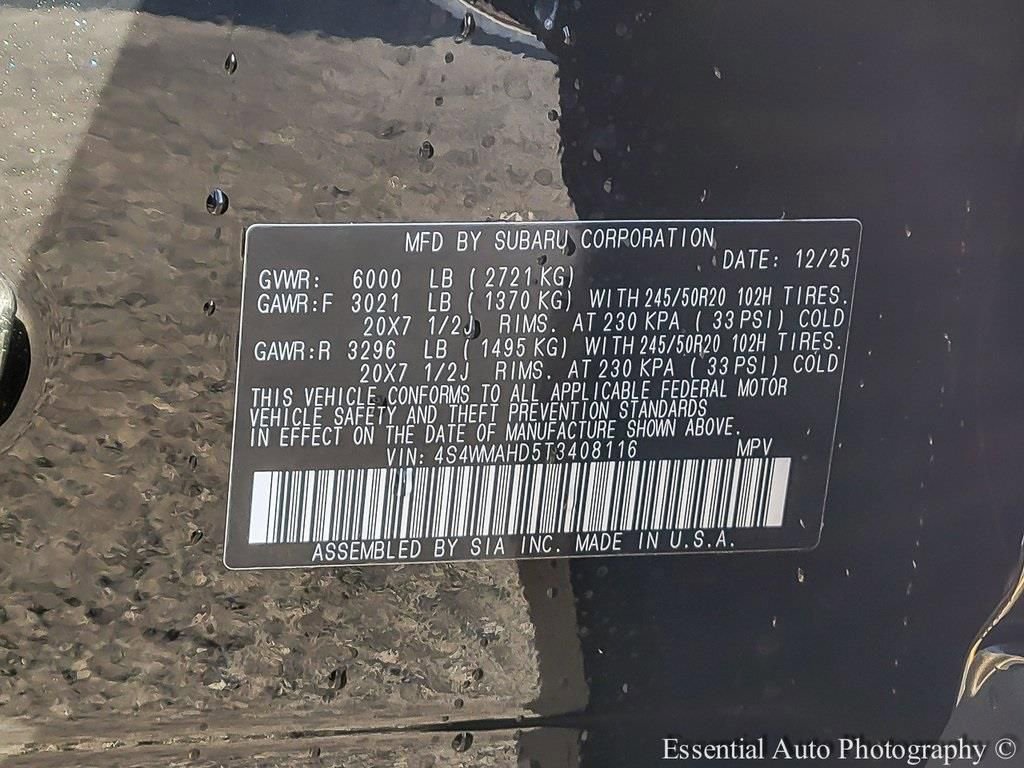 MFD BY SUBARU CORPORATION
DATE: 12/25
GVWR: 6000 LB (2721 KG)
GAWR:F 3021 LB (1370 KG) WITH 245/50R20 102H TIRES.
20X7 1/2J RIMS. AT 230 KPA (33 PSI) COLD
GAWR:R 3296 LB (1495 KG) WITH 245/50R20 102H TIRES.
20X7 1/2J RIMS. AT 230 KPA (33 PSI) COLD
THIS VEHICLE CONFORMS TO ALL APPLICABLE FEDERAL MOTOR
VEHICLE SAFETY AND THEFT PREVENTION STANDARDS
IN EFFECT ON THE DATE OF MANUFACTURE SHOWN ABOVE.
VIN: 4S4WMAHD5T3408116 MPV
ASSEMBLED BY SIA INC. MADE IN U.S.A.
Essential Auto Photography ©